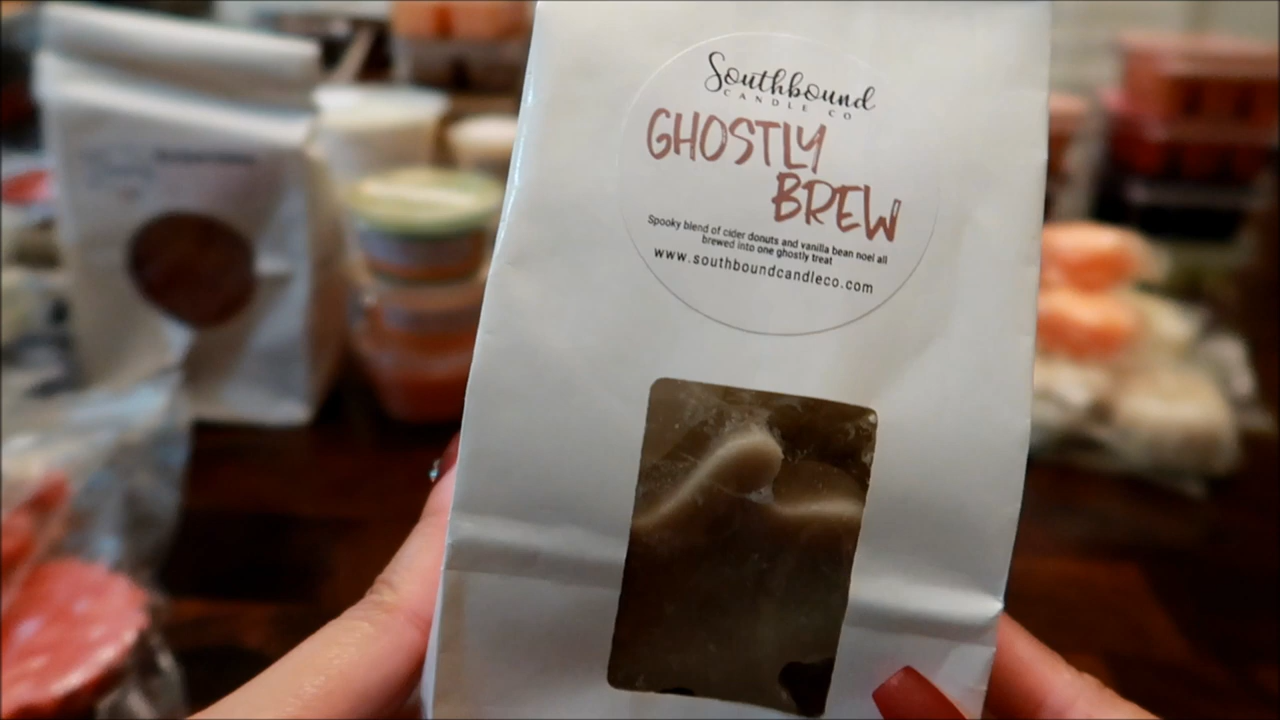 Southbound
CANDLE CO
GHOSTLY
BREW
Spooky blend of cider donuts and vanilla bean noel all
brewed into one ghostly treat
www.southboundcandleco.com